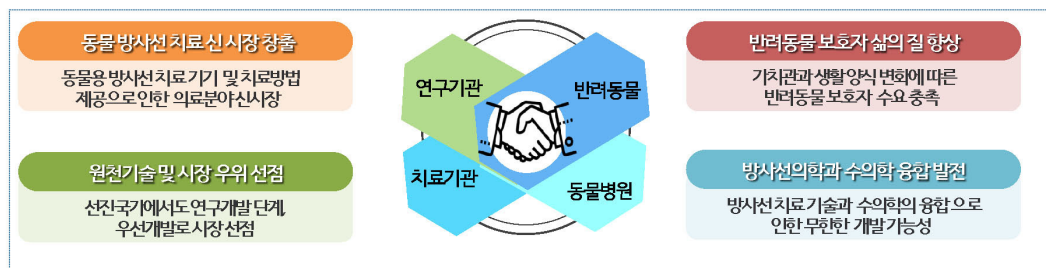 동물 방사선 치료 신 시장 창출
동물용 방사선 치료 기기 및 치료방법
제공으로 인한 의료분야 신시장
원천기술 및 시장 우위 선점
선진국가에서도 연구개발 단계,
우선개발로 시장 선점
연구기관
반려동물
치료기관
동물병원
반려동물 보호자 삶의 질 향상
가치관과 생활 양식 변화에 따른
반려동물 보호자 수요 충족
방사선의학과 수의학 융합 발전
방사선 치료 기술과 수의학의 융합 으로
인한 무한한 개발 가능성